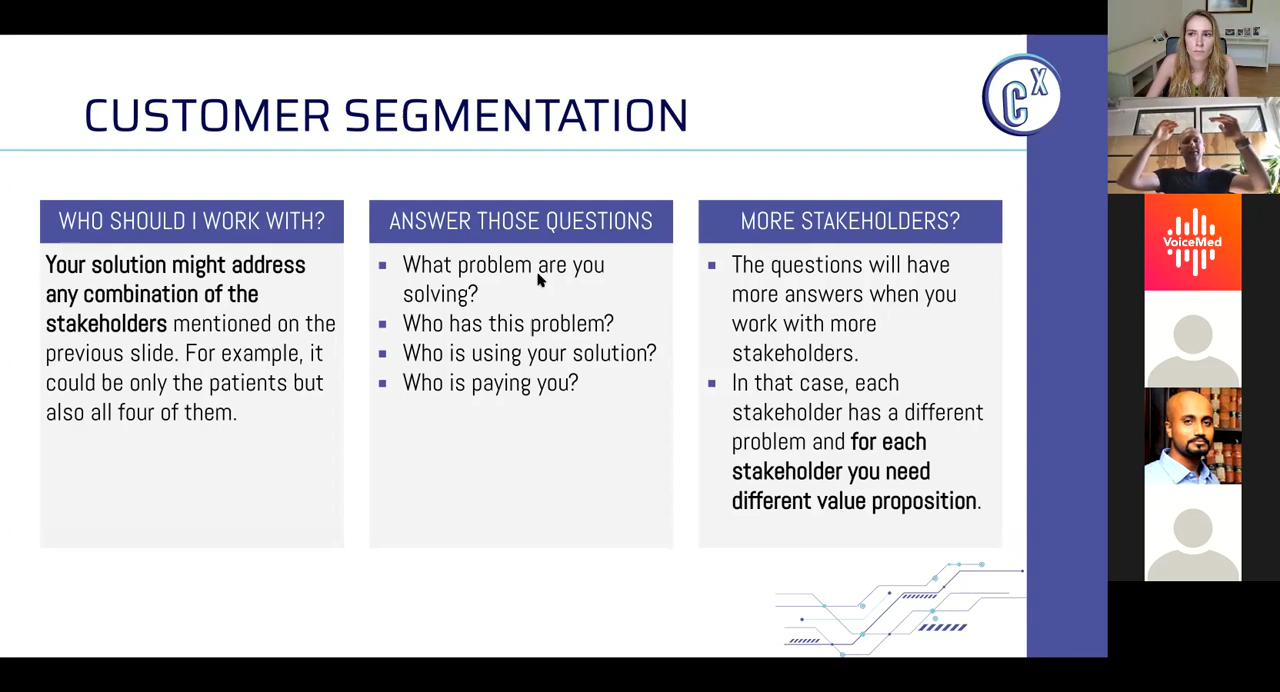 CUSTOMER SEGMENTATION
CX
WHO SHOULD I WORK WITH?
Your solution might address
any combination of the
stakeholders mentioned on the
previous slide. For example, it
could be only the patients but
also all four of them.
ANSWER THOSE QUESTIONS
What problem are you
solving?
Who has this problem?
Who is using your solution?
Who is paying you?
MORE STAKEHOLDERS?
The questions will have
more answers when you
work with more
stakeholders.
In that case, each
stakeholder has a different
problem and for each
stakeholder you need
different value proposition.
VoiceMed